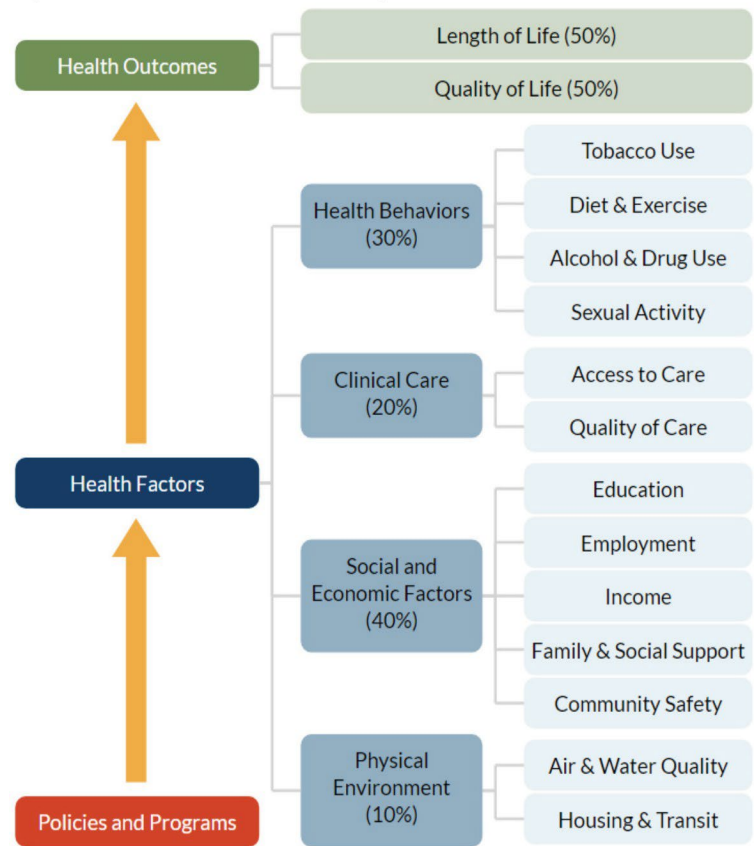 Health Outcomes
Length of Life (50%)
Quality of Life (50%)
Health Factors
Health Behaviors
(30%)
Tobacco Use
Diet & Exercise
Alcohol & Drug Use
Sexual Activity
Clinical Care
(20%)
Access to Care
Quality of Care
Social and
Economic Factors
(40%)
Education
Employment
Income
Family & Social Support
Community Safety
Physical
Environment
(10%)
Air & Water Quality
Housing & Transit
Policies and Programs